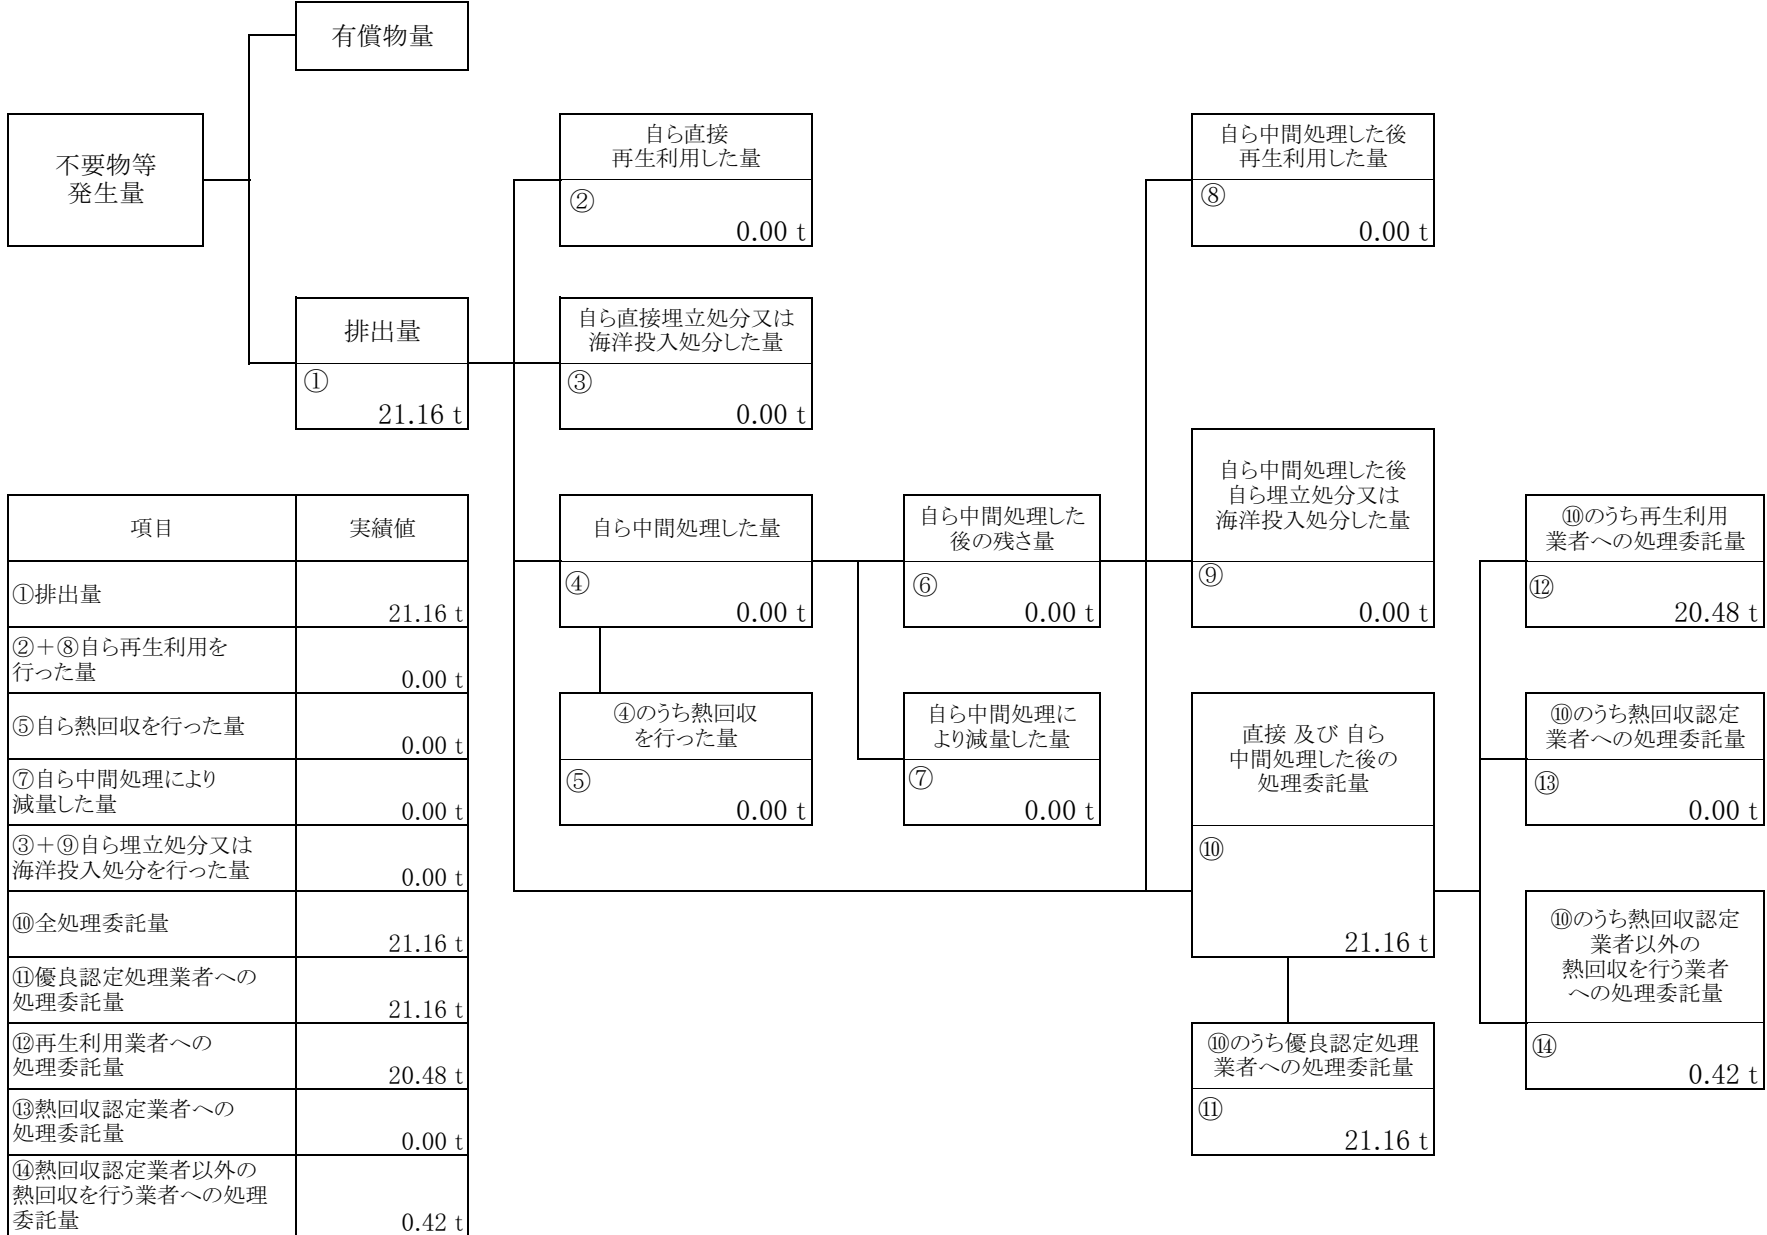 有償物量
不要物等
発生量
自ら直接
再生利用した量
②
0.00 t
自ら中間処理した後
再生利用した量
⑧
0.00 t
排出量
①
21.16 t
自ら直接埋立処分又は
海洋投入処分した量
③
0.00 t
自ら中間処理した量
④
0.00 t
自ら中間処理した
後の残さ量
⑥
0.00 t
自ら中間処理した後
自ら埋立処分又は
海洋投入処分した量
⑨
0.00 t
⑩のうち再生利用
業者への処理委託量
⑫
20.48 t
④のうち熱回収
を行った量
⑤
0.00 t
自ら中間処理に
より減量した量
⑦
0.00 t
直接 及び 自ら
中間処理した後の
処理委託量
⑩
21.16 t
⑩のうち熱回収認定
業者への処理委託量
⑬
0.00 t
⑩のうち熱回収認定
業者以外の
熱回収を行う業者
への処理委託量
⑭
0.42 t
⑩のうち優良認定処理
業者への処理委託量
⑪
21.16 t
項目 実績値
①排出量
21.16 t
②+⑧自ら再生利用を
行った量
0.00 t
⑤自ら熱回収を行った量
0.00 t
⑦自ら中間処理により
減量した量
0.00 t
③+⑨自ら埋立処分又は
海洋投入処分を行った量
0.00 t
⑩全処理委託量
21.16 t
⑪優良認定処理業者への
処理委託量
21.16 t
⑫再生利用業者への
処理委託量
20.48 t
⑬熱回収認定業者への
処理委託量
0.00 t
⑭熱回収認定業者以外の
熱回収を行う業者への処理
委託量
0.42 t